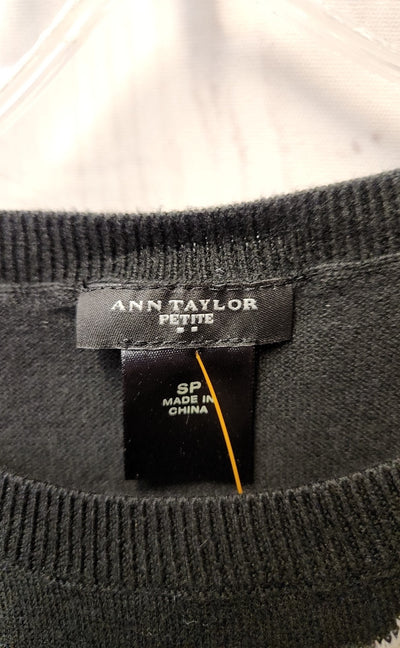 ANN TAYLOR
PETITE
SP
MADE IN
CHINA